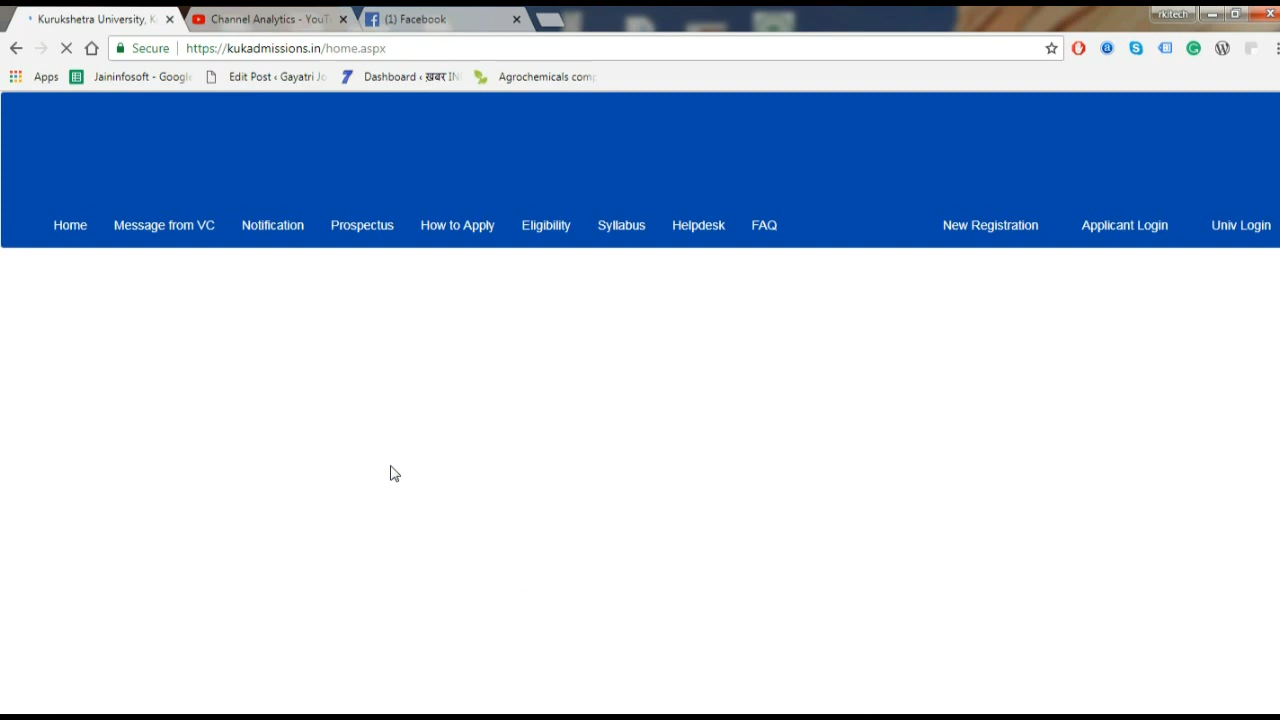 Kurukshetra University, K
Channel Analytics - YouT
(1) Facebook
rkitech
Secure
https://kukadmissions.in/home.aspx
Apps
Jaininfosoft - Google
Edit Post ‹ Gayatri Jo
Dashboard ‹ ख़बर IN
Agrochemicals comp
Home
Message from VC
Notification
Prospectus
How to Apply
Eligibility
Syllabus
Helpdesk
FAQ
New Registration
Applicant Login
Univ Login